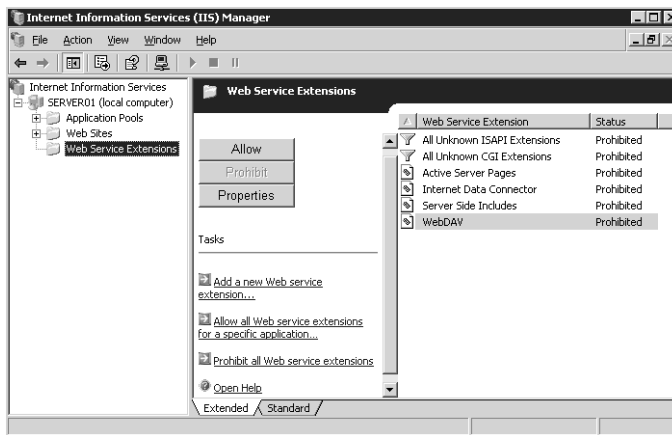 Internet Information Services (IIS) Manager
File Action View Window Help
Internet Information Services
SERVER01 (local computer)
Application Pools
Web Sites
Web Service Extensions
Web Service Extensions
Allow
Prohibit
Properties
Tasks
Add a new Web service
extension...
Allow all Web service extensions
for a specific application...
Prohibit all Web service extensions
Open Help
Web Service Extension Status
All Unknown ISAPI Extensions Prohibited
All Unknown CGI Extensions Prohibited
Active Server Pages Prohibited
Internet Data Connector Prohibited
Server Side Includes Prohibited
WebDAV Prohibited
Extended Standard